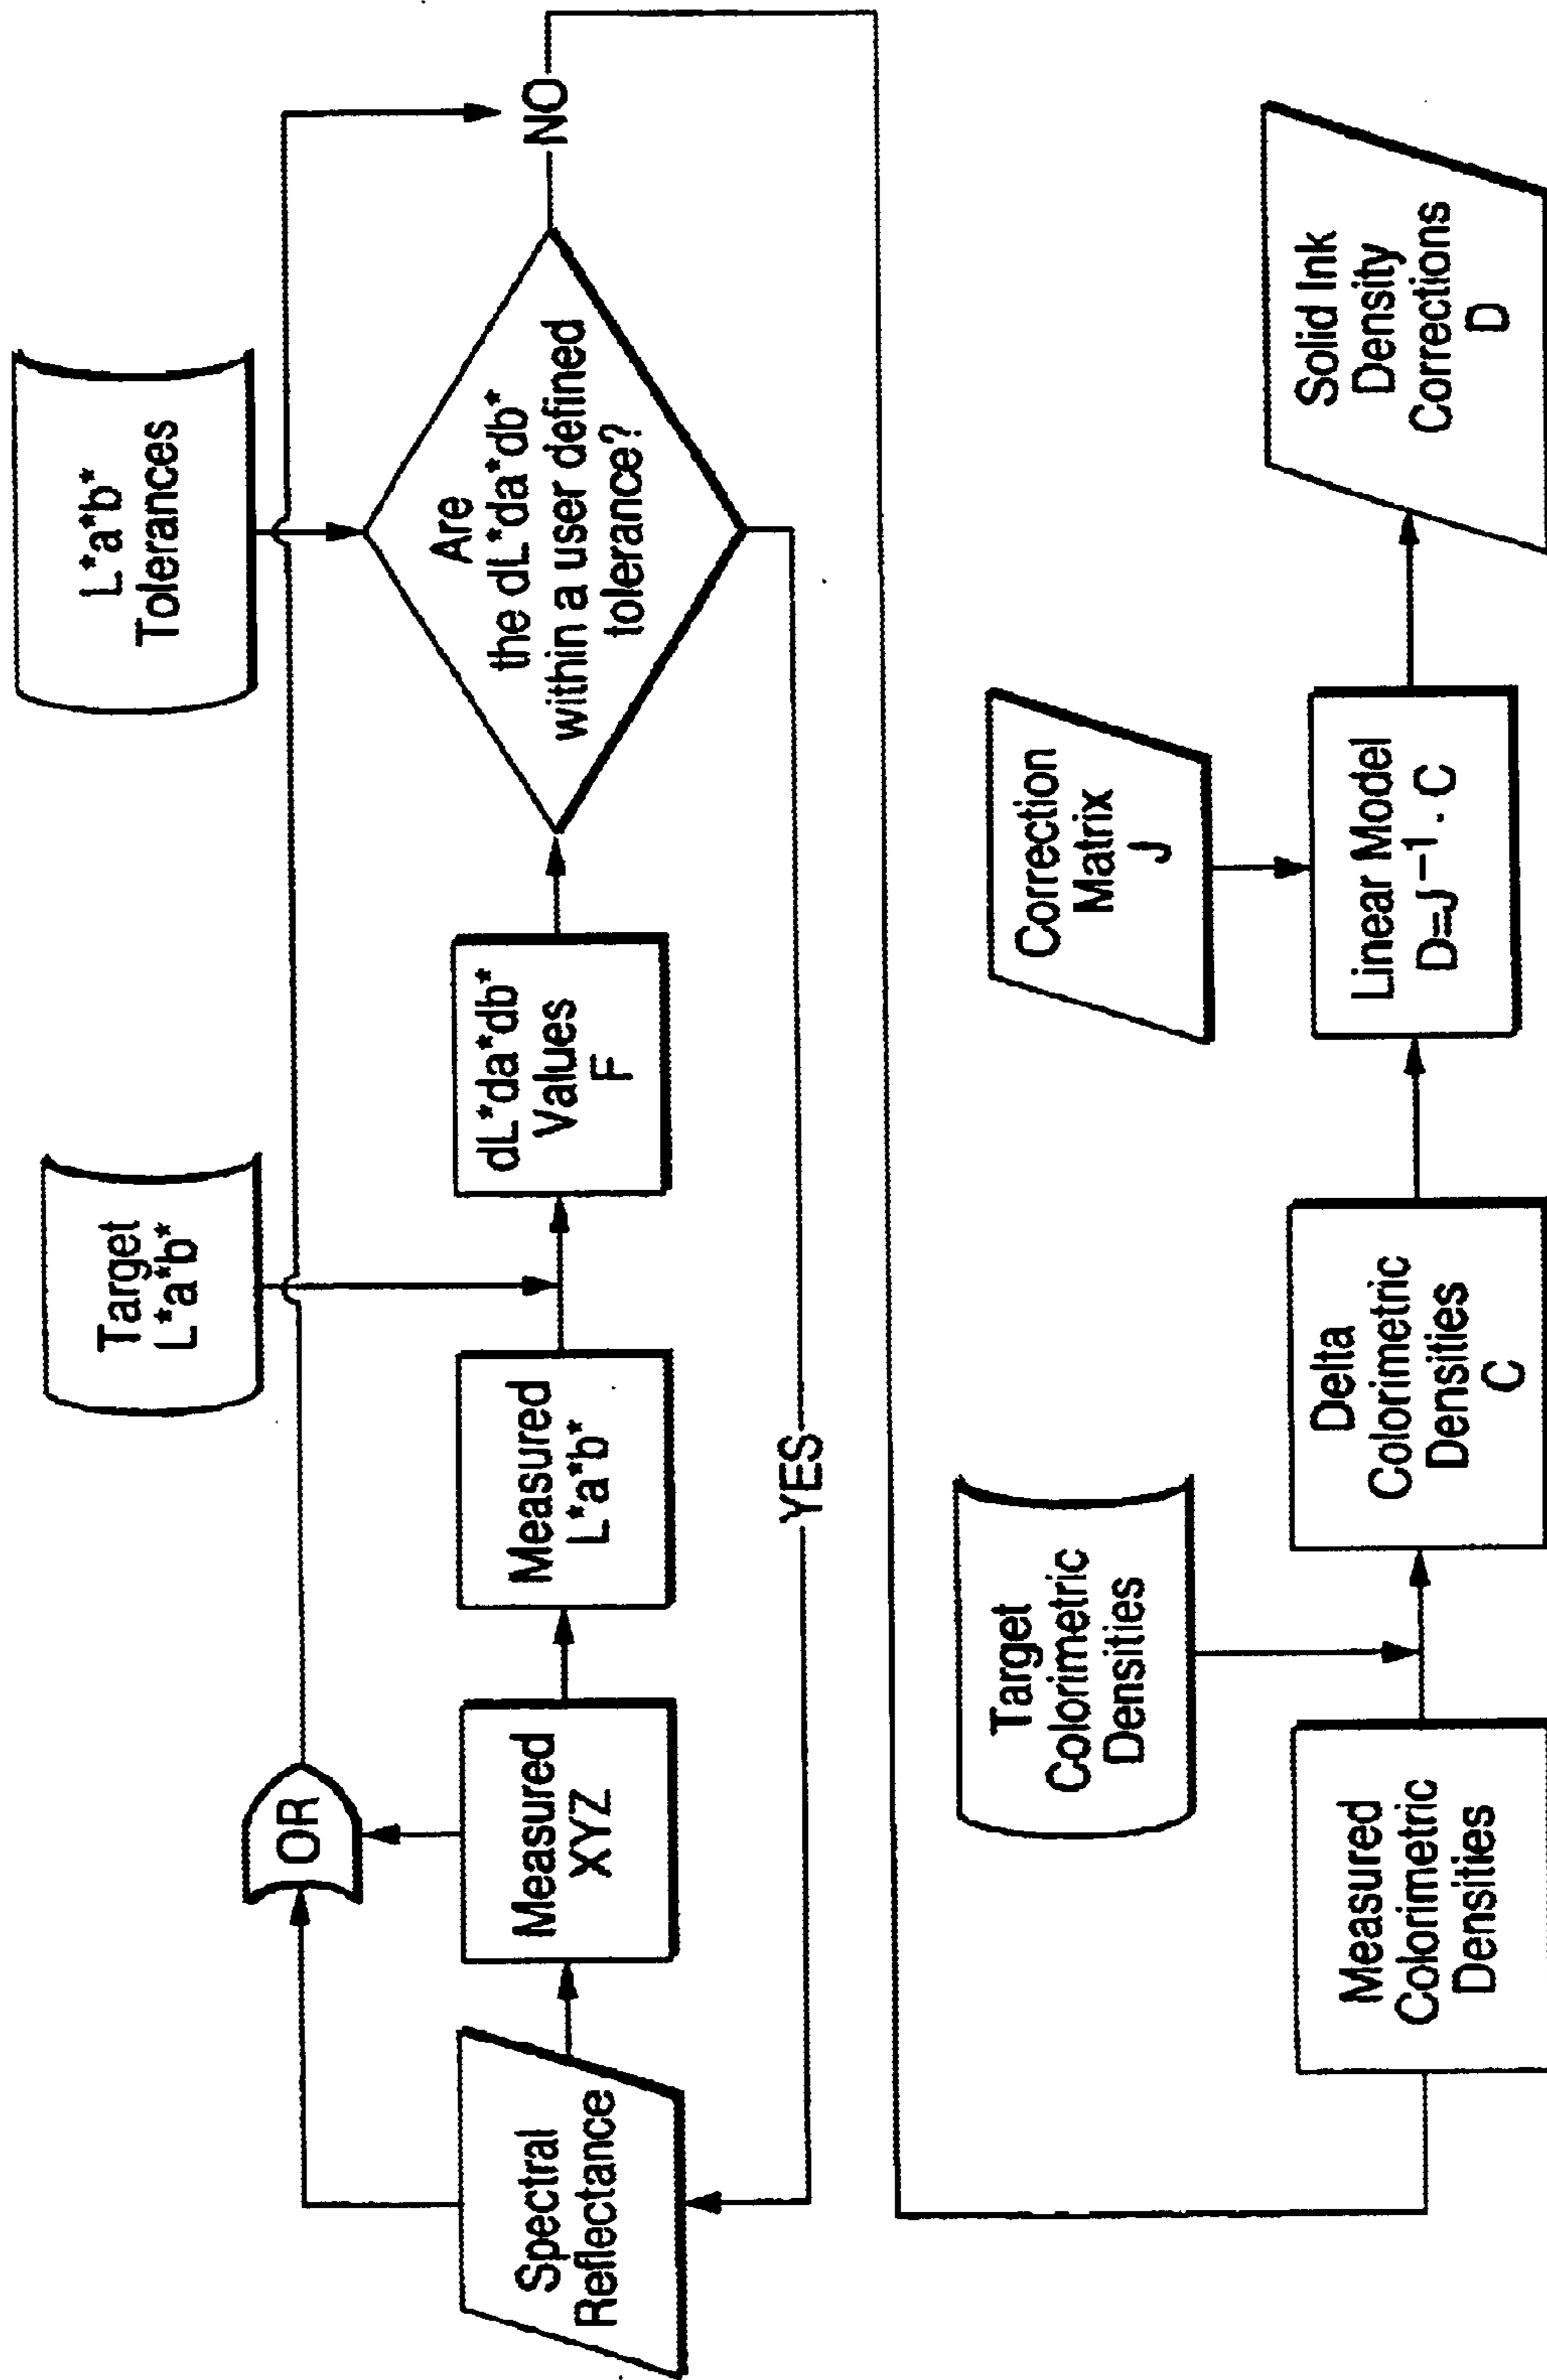 Spectral
Reflectance
OR
Measured
XYZ
Measured
L*a*b*
Target
L*a*b*
dL*da*db*
Values
F
L*a*b*
Tolerances
Are
the dL*da*db*
within a user defined
tolerance?
NO
YES
Measured
Colorimetric
Densities
Target
Colorimetric
Densities
Delta
Colorimetric
Densities
C
Correction
Matrix
J
Linear Model
D=J⁻¹·C
Solid Ink
Density
Corrections
D